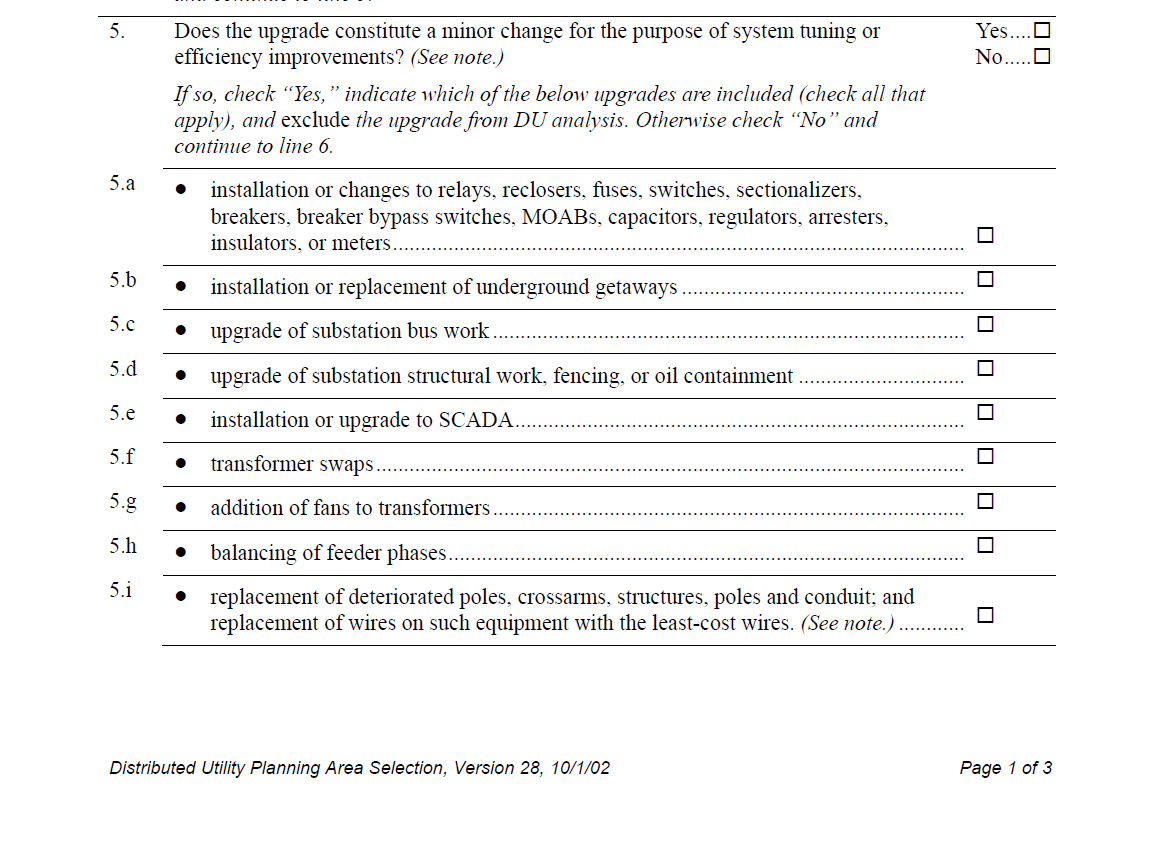 5. Does the upgrade constitute a minor change for the purpose of system tuning or Yes....☐
efficiency improvements? (See note.) No.....☐
If so, check “Yes,” indicate which of the below upgrades are included (check all that
apply), and exclude the upgrade from DU analysis. Otherwise check “No” and
continue to line 6.
5.a ● installation or changes to relays, reclosers, fuses, switches, sectionalizers,
breakers, breaker bypass switches, MOABs, capacitors, regulators, arresters,
insulators, or meters.......... ☐
5.b ● installation or replacement of underground getaways .......... ☐
5.c ● upgrade of substation bus work .......... ☐
5.d ● upgrade of substation structural work, fencing, or oil containment .......... ☐
5.e ● installation or upgrade to SCADA.......... ☐
5.f ● transformer swaps .......... ☐
5.g ● addition of fans to transformers .......... ☐
5.h ● balancing of feeder phases.......... ☐
5.i ● replacement of deteriorated poles, crossarms, structures, poles and conduit; and
replacement of wires on such equipment with the least-cost wires. (See note.) ............ ☐
Distributed Utility Planning Area Selection, Version 28, 10/1/02 Page 1 of 3